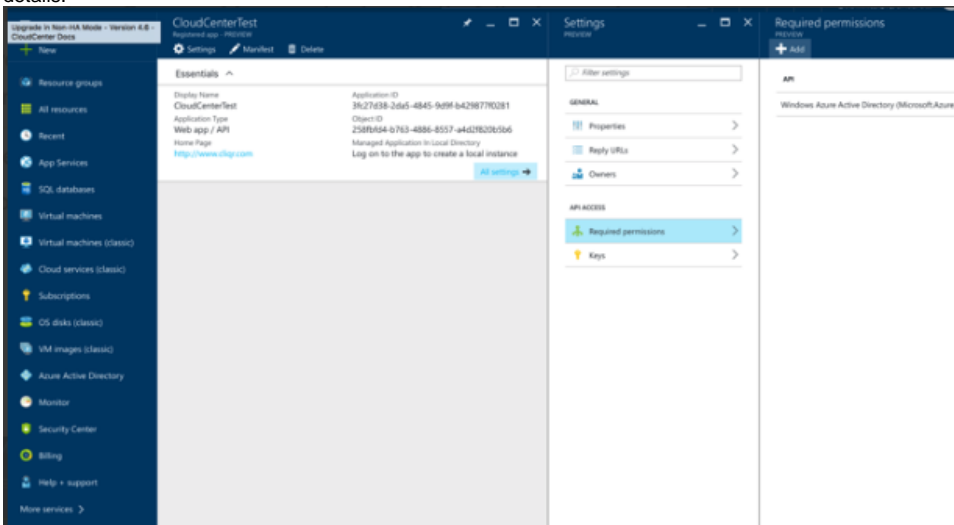 details.
Upgrade in Non-HA Mode - Version 4.8 -
CloudCenter Docs
New
Resource groups
All resources
Recent
App Services
SQL databases
Virtual machines
Virtual machines (classic)
Cloud services (classic)
Subscriptions
OS disks (classic)
VM images (classic)
Azure Active Directory
Monitor
Security Center
Billing
Help + support
More services >
CloudCenterTest
Registered app - PREVIEW
Settings Manifest Delete
Essentials
Display Name
CloudCenterTest
Application Type
Web app / API
Home Page
http://www.cliqr.com
Application ID
3fc27d38-2da5-4845-9d9f-b429877f0281
Object ID
Managed Application In Local Directory
Log on to the app to create a local instance
All settings
Settings
PREVIEW
Filter settings
GENERAL
Properties
Reply URLs
Owners
API ACCESS
Required permissions
Keys
Required permissions
PREVIEW
Add
API
Windows Azure Active Directory (Microsoft.Azure